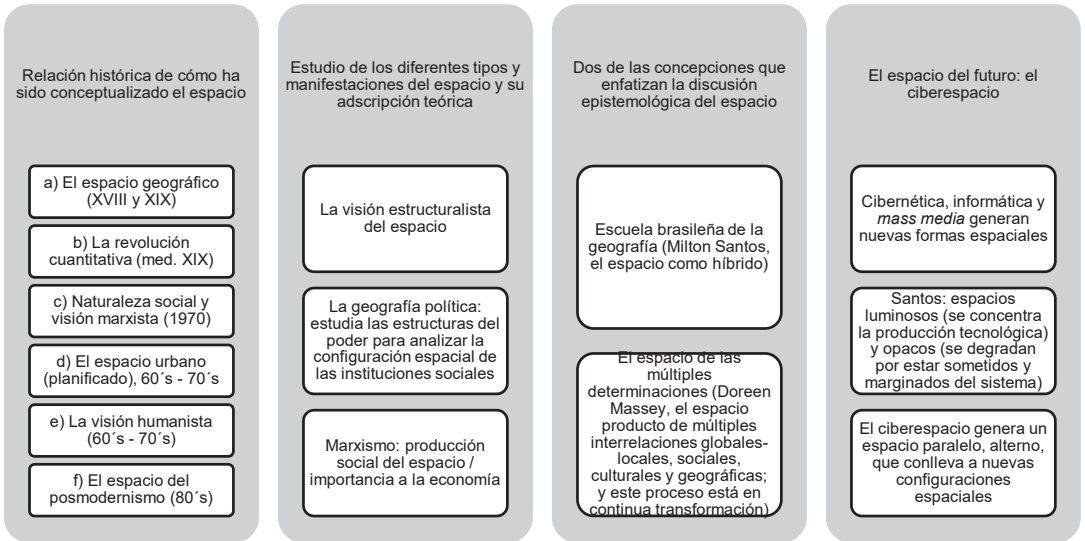 Relación histórica de cómo ha
sido conceptualizado el espacio
a) El espacio geográfico
(XVIII y XIX)
b) La revolución
cuantitativa (med. XIX)
c) Naturaleza social y
visión marxista (1970)
d) El espacio urbano
(planificado), 60´s - 70´s
e) La visión humanista
(60´s - 70´s)
f) El espacio del
posmodernismo (80´s)
Estudio de los diferentes tipos y
manifestaciones del espacio y su
adscripción teórica
La visión estructuralista
del espacio
La geografía política:
estudia las estructuras del
poder para analizar la
configuración espacial de
las instituciones sociales
Marxismo: producción
social del espacio /
importancia a la economía
Dos de las concepciones que
enfatizan la discusión
epistemológica del espacio
Escuela brasileña de la
geografía (Milton Santos,
el espacio como híbrido)
El espacio de las
múltiples
determinaciones (Doreen
Massey, el espacio
producto de múltiples
interrelaciones globales-
locales, sociales,
culturales y geográficas;
y este proceso está en
continua transformación)
El espacio del futuro: el
ciberespacio
Cibernética, informática y
mass media generan
nuevas formas espaciales
Santos: espacios
luminosos (se concentra
la producción tecnológica)
y opacos (se degradan
por estar sometidos y
marginados del sistema)
El ciberespacio genera un
espacio paralelo, alterno,
que conlleva a nuevas
configuraciones
espaciales